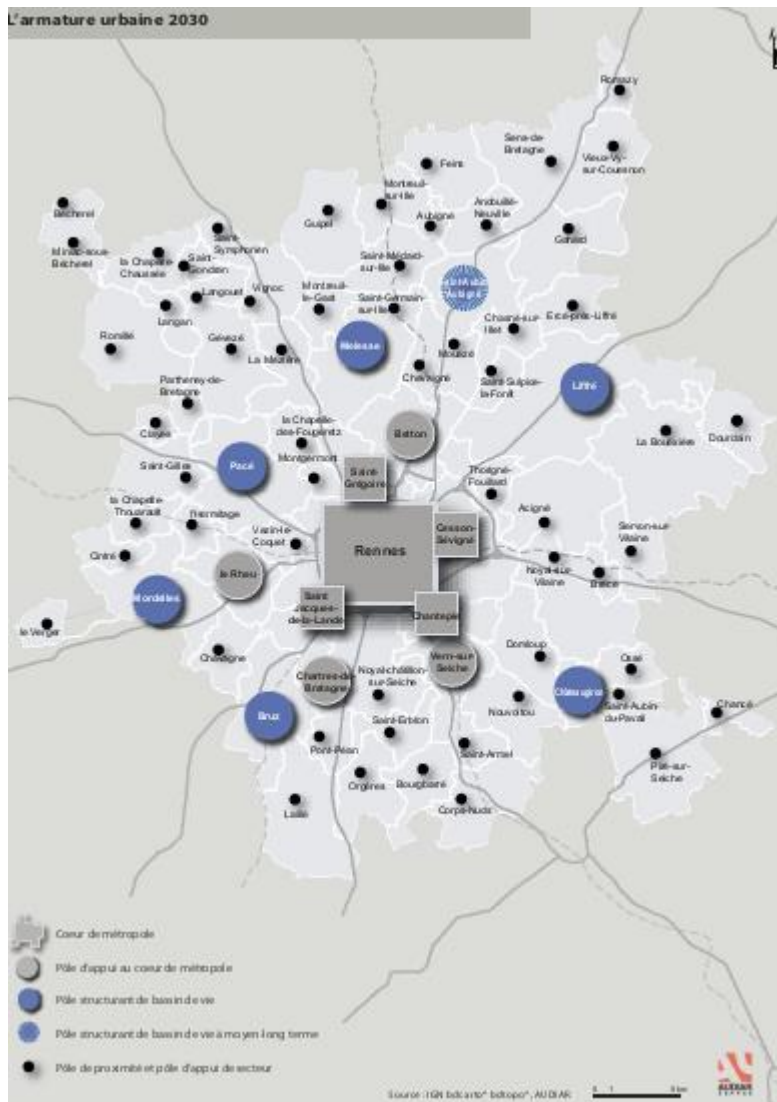 L'armature urbaine 2030
Romazy
Sens-de-
Bretagne
Vieux-Vy-
sur-Couesnon
Feins
Montreuil-
sur-Ille
Andouillé-
Neuville
Aubigné
Bécherel
Guipel
Gahard
Saint-
Symphorien
Miniac-sous-
Bécherel
la Chapelle-
Chaussée
Saint-
Gondran
Saint-Médard-
sur-Ille
Saint-Aubin
d'Aubigné
Langouet
Vignoc
Montreuil-
le-Gast
Saint-Germain-
sur-Ille
Langan
Chasné-sur-
Illet
Ercé-près-Liffré
Romillé
Gévezé
La Mézière
Melesse
Mouazé
Chevaigné
Saint-Sulpice-
la-Forêt
Liffré
Parthenay-de-
Bretagne
Clayes
la Chapelle-
des-Fougeretz
Betton
La Bouëxière
Dourdain
Montgermont
Pacé
Saint-Gilles
Saint-
Grégoire
Thorigné-
Fouillard
la Chapelle-
Thouarault
l'Hermitage
Vezin-le-
Coquet
Acigné
Rennes
Cesson-
Sévigné
Servon-sur-
Vilaine
Cintré
Noyal-sur-
Vilaine
Brécé
le Rheu
Mordelles
Saint
Jacques-
de-la-Lande
Chantepie
le Verger
Chavagne
Vern-sur-
Seiche
Domloup
Ossé
Chartres-de-
Bretagne
Noyal-châtillon-
sur-Seiche
Châteaugiron
Saint-Aubin
du-Pavail
Chancé
Bruz
Nouvoitou
Saint-Erblon
Pont-Péan
Saint-Armel
Piré-sur-
Seiche
Orgères
Bourgbarré
Laillé
Corps-Nuds
Coeur de métropole
Pôle d'appui au coeur de métropole
Pôle structurant de bassin de vie
Pôle structurant de bassin de vie à moyen-long terme
Pôle de proximité et pôle d'appui de secteur
Source : IGN bdcarto® bdtopo®, AUDIAR
0 1 5 km
AUDIAR